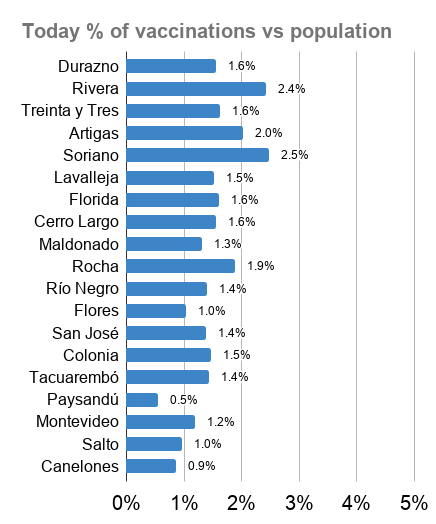 Today % of vaccinations vs population
Durazno 1.6%
Rivera 2.4%
Treinta y Tres 1.6%
Artigas 2.0%
Soriano 2.5%
Lavalleja 1.5%
Florida 1.6%
Cerro Largo 1.6%
Maldonado 1.3%
Rocha 1.9%
Río Negro 1.4%
Flores 1.0%
San José 1.4%
Colonia 1.5%
Tacuarembó 1.4%
Paysandú 0.5%
Montevideo 1.2%
Salto 1.0%
Canelones 0.9%
0% 1% 2% 3% 4% 5%